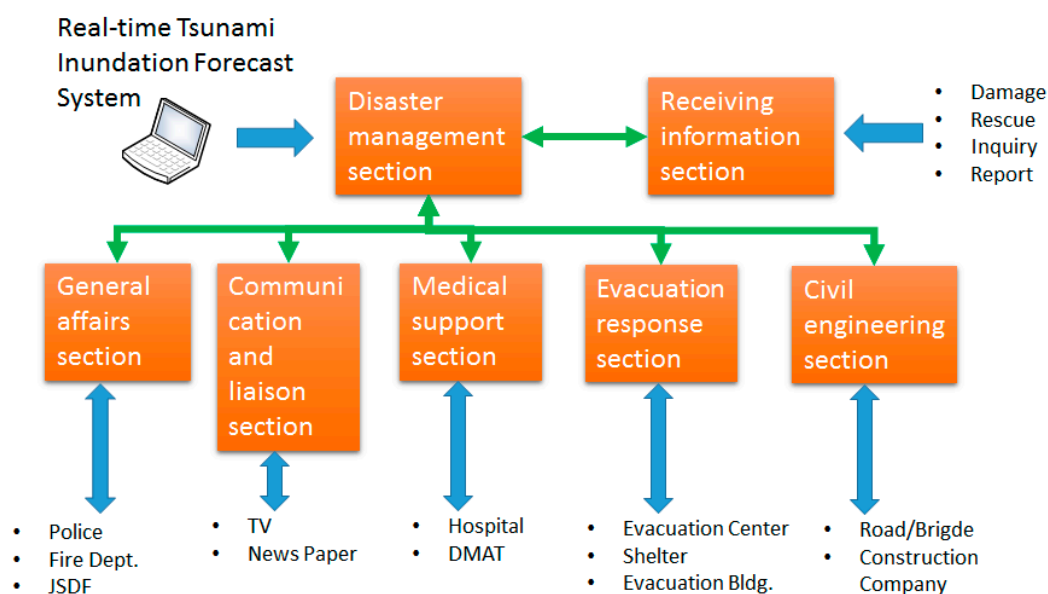 Real-time Tsunami
Inundation Forecast
System
Disaster
management
section
Receiving
information
section
• Damage
• Rescue
• Inquiry
• Report
General
affairs
section
Communi
cation
and
liaison
section
Medical
support
section
Evacuation
response
section
Civil
engineering
section
• Police
• Fire Dept.
• JSDF
• TV
• News Paper
• Hospital
• DMAT
• Evacuation Center
• Shelter
• Evacuation Bldg.
• Road/Brigde
• Construction
Company